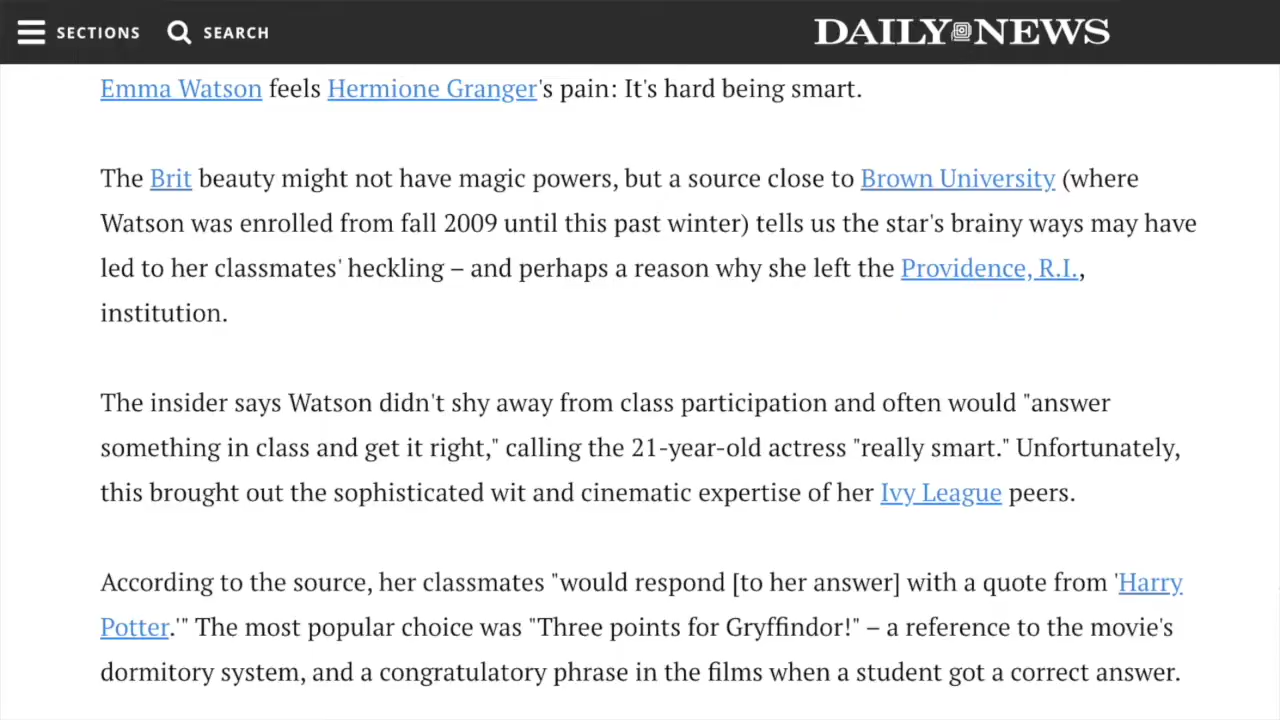 SECTIONS SEARCH DAILY NEWS
Emma Watson feels Hermione Granger's pain: It's hard being smart.
The Brit beauty might not have magic powers, but a source close to Brown University (where
Watson was enrolled from fall 2009 until this past winter) tells us the star's brainy ways may have
led to her classmates' heckling – and perhaps a reason why she left the Providence, R.I.,
institution.
The insider says Watson didn't shy away from class participation and often would "answer
something in class and get it right," calling the 21-year-old actress "really smart." Unfortunately,
this brought out the sophisticated wit and cinematic expertise of her Ivy League peers.
According to the source, her classmates "would respond [to her answer] with a quote from 'Harry
Potter.'" The most popular choice was "Three points for Gryffindor!" – a reference to the movie's
dormitory system, and a congratulatory phrase in the films when a student got a correct answer.